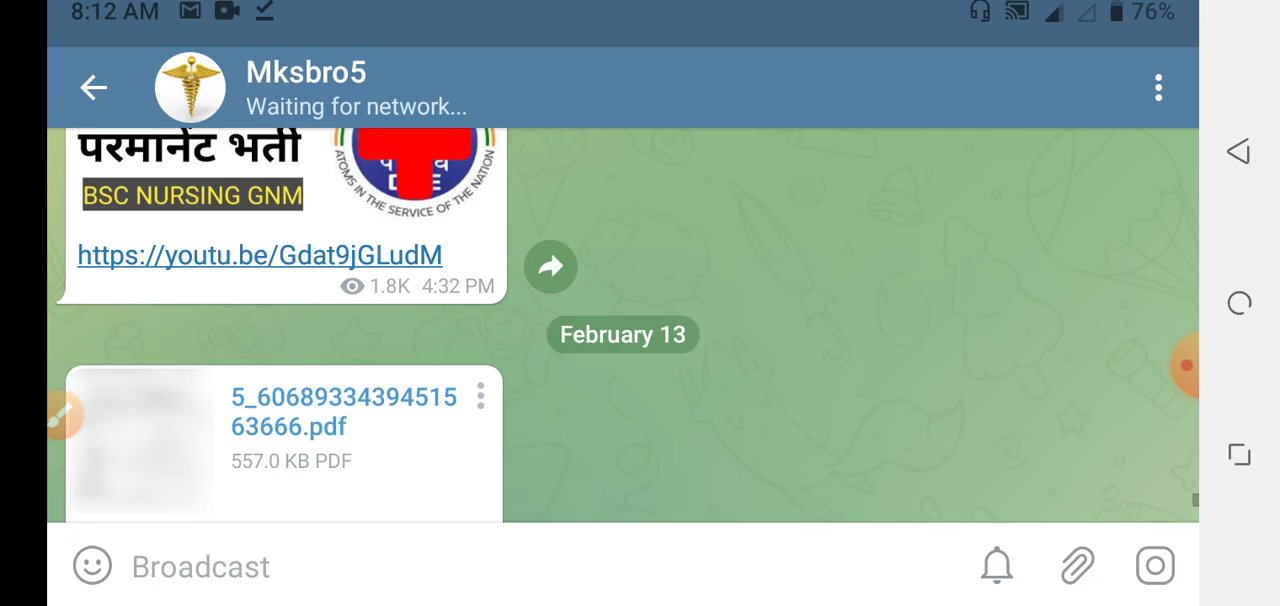 8:12 AM
76%
Mksbro5
Waiting for network...
परमानेंट भर्ती
BSC NURSING GNM
ATOMS IN THE SERVICE OF THE NATION
https://youtu.be/Gdat9jGLudM
1.8K 4:32 PM
February 13
5_60689334394515
63666.pdf
557.0 KB PDF
Broadcast